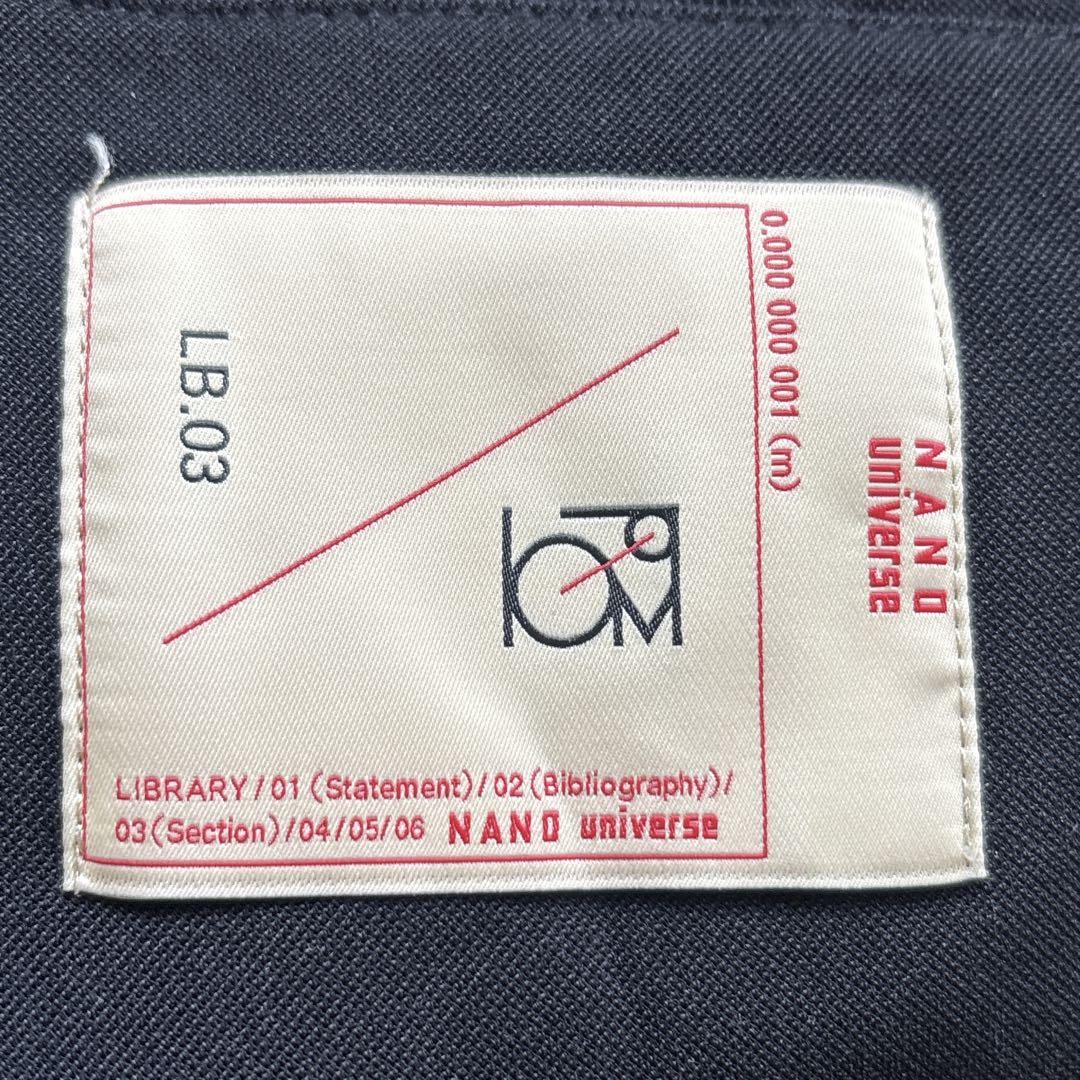 LB.03
0.000 000 001 (m)
NANO
universe
LIBRARY/01(Statement)/02(Bibliography)/
03(Section)/04/05/06 NANO universe